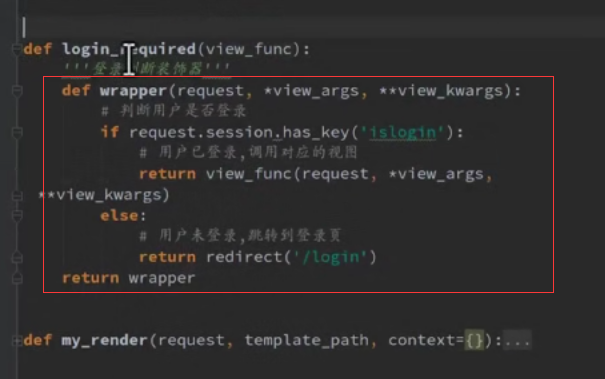 def login_required(view_func):
    '''登录判断装饰器'''
    def wrapper(request, *view_args, **view_kwargs):
        # 判断用户是否登录
        if request.session.has_key('islogin'):
            # 用户已登录,调用对应的视图
            return view_func(request, *view_args,
**view_kwargs)
        else:
            # 用户未登录,跳转到登录页
            return redirect('/login')
    return wrapper
def my_render(request, template_path, context={}):...